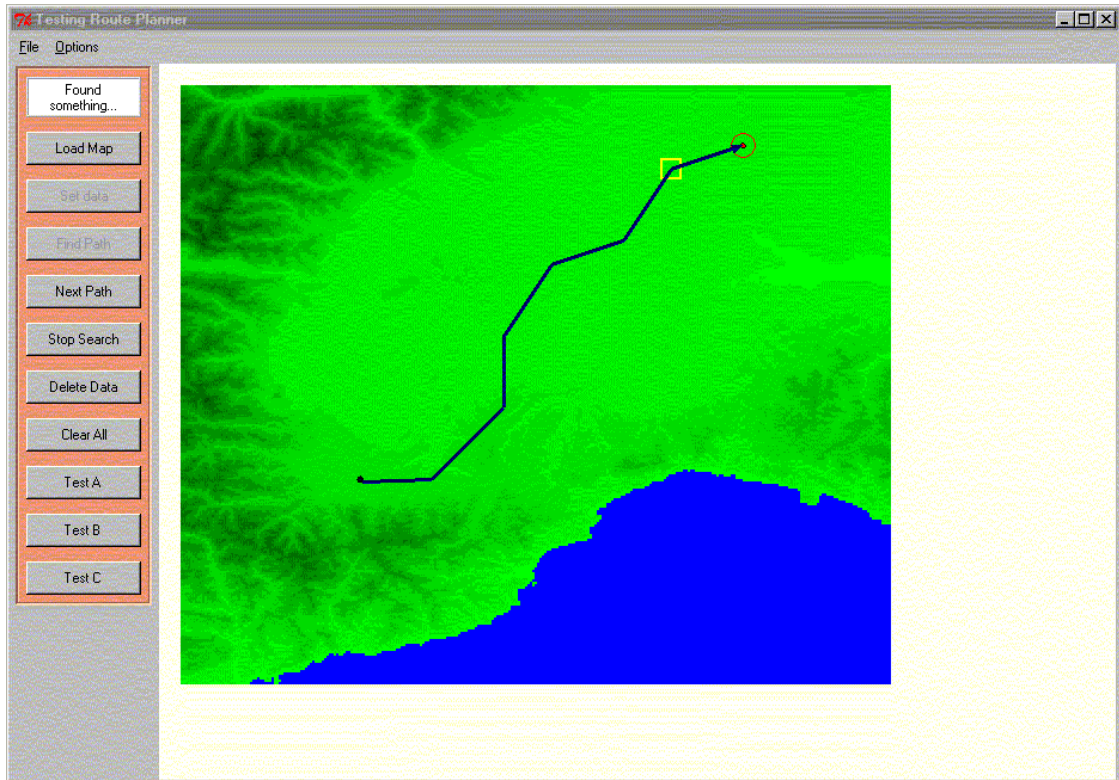 Testing Route Planner
File Options
Found
something...
Load Map
Set data
Find Path
Next Path
Stop Search
Delete Data
Clear All
Test A
Test B
Test C